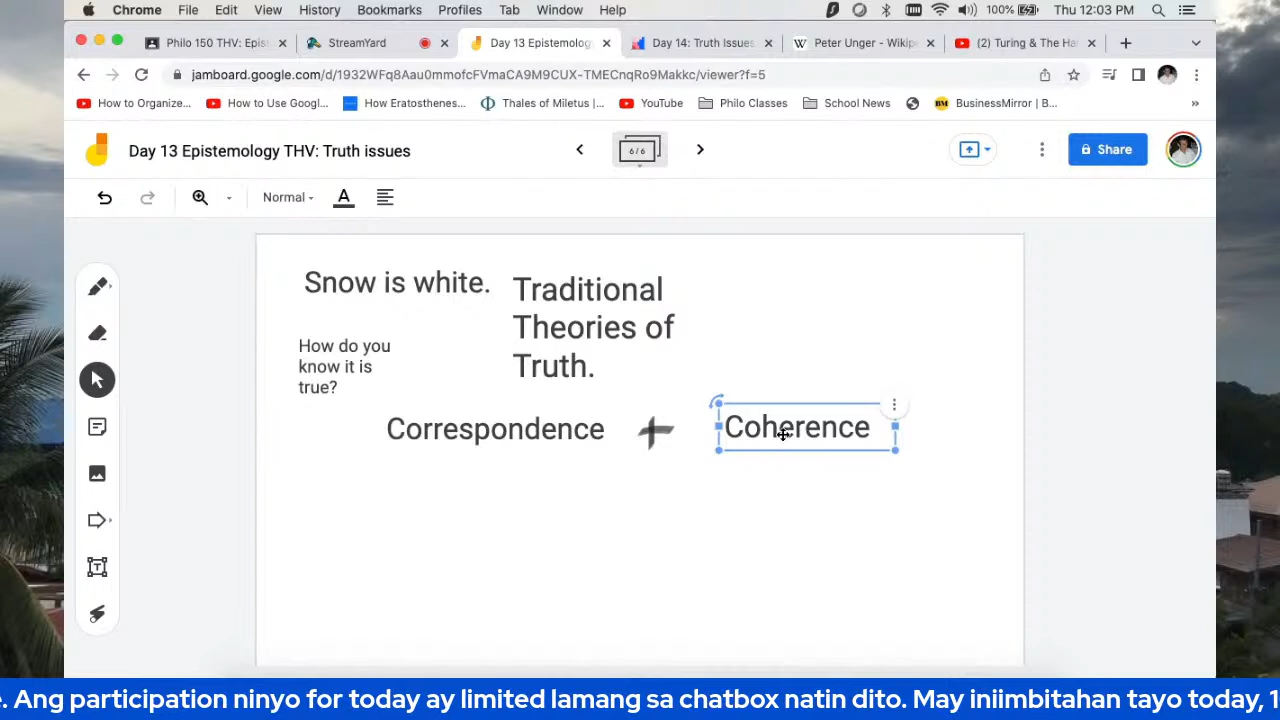 Chrome File Edit View History Bookmarks Profiles Tab Window Help 100% Thu 12:03 PM
Philo 150 THV: Epis
StreamYard
Day 13 Epistemology
Day 14: Truth Issues
Peter Unger - Wikipe
(2) Turing & The Ha
jamboard.google.com/d/1932WFq8Aau0mmofcFVmaCA9M9CUX-TMECnqRo9Makkc/viewer?f=5
How to Organize...
How to Use Googl...
How Eratosthenes...
Thales of Miletus |...
YouTube
Philo Classes
School News
BM
BusinessMirror | B...
»
Day 13 Epistemology THV: Truth issues
6/6
Share
Normal
A
Snow is white.
Traditional
Theories of
Truth.
How do you
know it is
true?
Correspondence + Coherence
e. Ang participation ninyo for today ay limited lamang sa chatbox natin dito. May iniimbitahan tayo today, 1